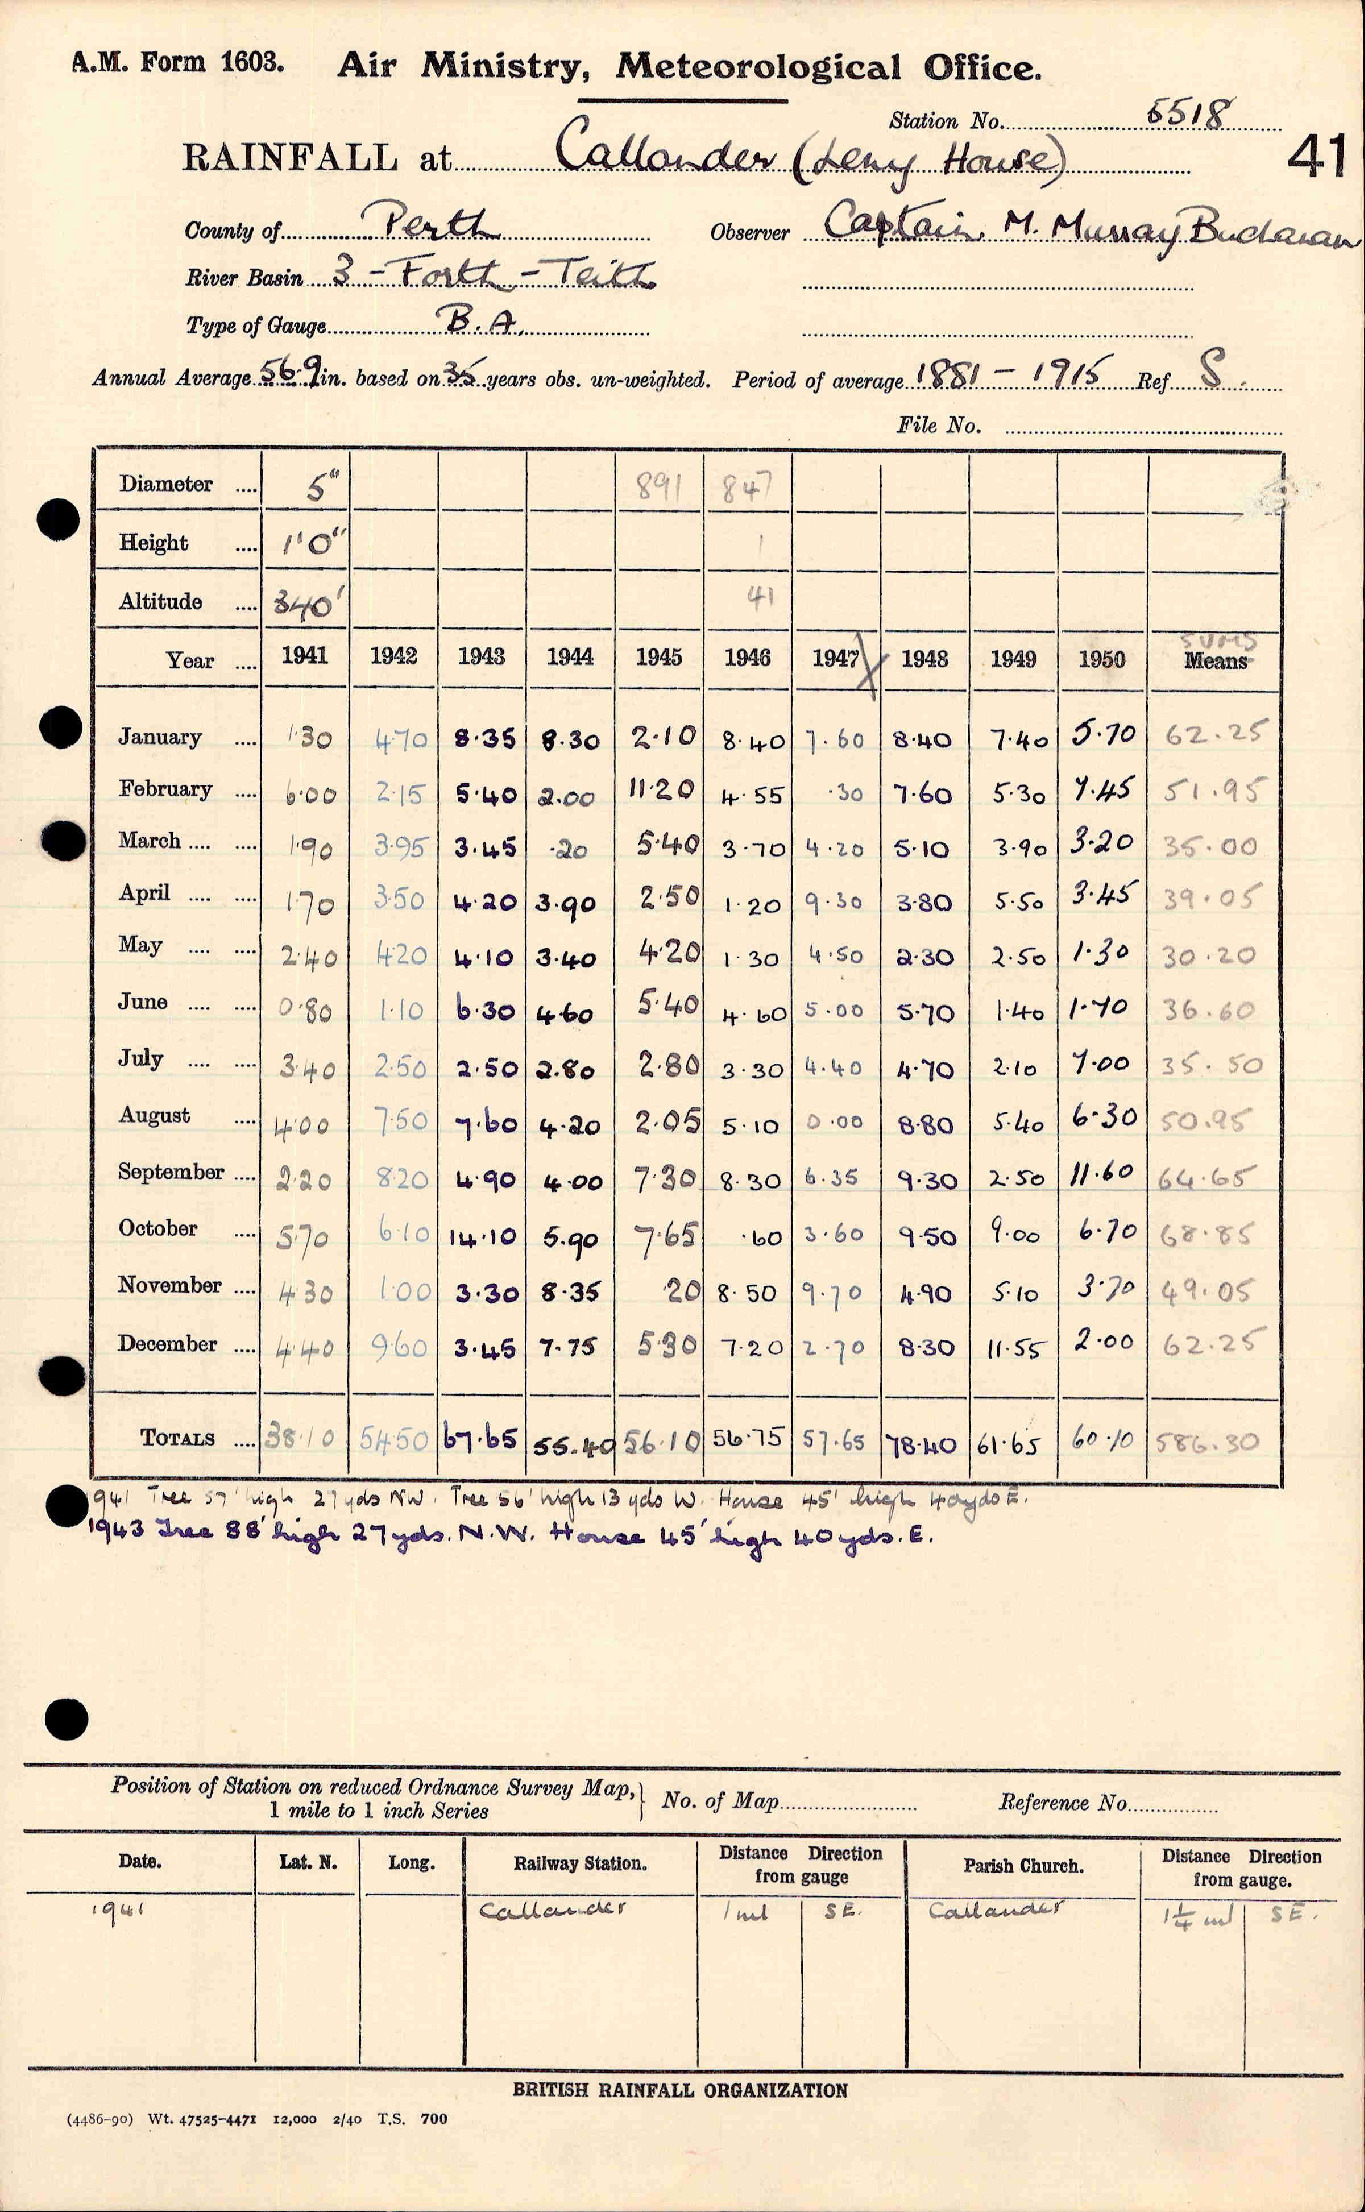 A.M. Form 1603. Air Ministry, Meteorological Office.
Station No. 5518
41
RAINFALL at Callander (Leny House)
County of Perth Observer Captain M. Murray Buchanan
River Basin 3 - Forth - Teith
Type of Gauge B.A.
Annual Average 56.9 in. based on 35 years obs. un-weighted. Period of average 1881 - 1915 Ref. S.
File No.
Diameter .... 5" 891 847
Height .... 1'0" 1
Altitude .... 340' 41
SUMS
Year .... 1941 1942 1943 1944 1945 1946 1947 1948 1949 1950 Means
January .... 1.30 4.70 8.35 8.30 2.10 8.40 7.60 8.40 7.40 5.70 62.25
February .... 6.00 2.15 5.40 2.00 11.20 4.55 .30 7.60 5.30 7.45 51.95
March .... .... 1.90 3.95 3.45 .20 5.40 3.70 4.20 5.10 3.90 3.20 35.00
April .... .... 1.70 3.50 4.20 3.90 2.50 1.20 9.30 3.80 5.50 3.45 39.05
May .... .... 2.40 4.20 4.10 3.40 4.20 1.30 4.50 2.30 2.50 1.30 30.20
June .... .... 0.80 1.10 6.30 4.60 5.40 4.60 5.00 5.70 1.40 1.70 36.60
July .... .... 3.40 2.50 2.50 2.80 2.80 3.30 4.40 4.70 2.10 7.00 35.50
August .... 4.00 7.50 7.60 4.20 2.05 5.10 0.00 8.80 5.40 6.30 50.95
September .... 2.20 8.20 4.90 4.00 7.30 8.30 6.35 9.30 2.50 11.60 64.65
October .... 5.70 6.10 14.10 5.90 7.65 .60 3.60 9.50 9.00 6.70 68.85
November .... 4.30 1.00 3.30 8.35 .20 8.50 9.70 4.90 5.10 3.70 49.05
December .... 4.40 9.60 3.45 7.75 5.30 7.20 2.70 8.30 11.55 2.00 62.25
TOTALS .... 38.10 54.50 67.65 55.40 56.10 56.75 57.65 78.40 61.65 60.10 586.30
1941 Tree 57' high 27 yds NW. Tree 56' high 13 yds W. House 45' high 40 yds E.
1943 Tree 88' high 27 yds. N.W. House 45' high 40 yds. E.
Position of Station on reduced Ordnance Survey Map, 1 mile to 1 inch Series } No. of Map Reference No.
Date. Lat. N. Long. Railway Station. Distance Direction from gauge Parish Church. Distance Direction from gauge.
1941 Callander 1 ml SE. Callander 1¼ ml SE.
BRITISH RAINFALL ORGANIZATION
(4486-90) Wt. 47525-4471 12,000 2/40 T.S. 700